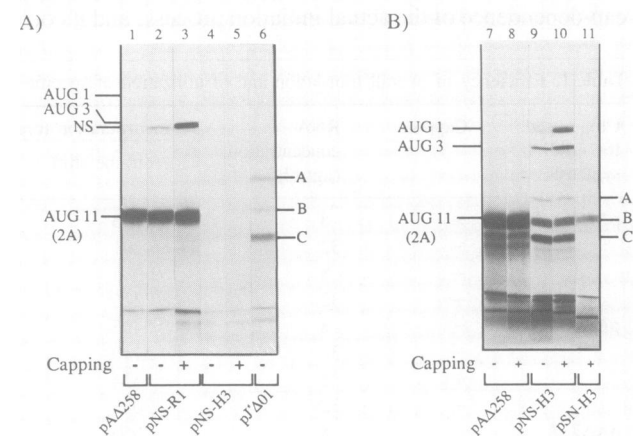 A)
1 2 3 4 5 6
AUG 1
AUG 3
NS
AUG 11
(2A)
A
B
C
Capping - - + - + -
pAΔ258 pNS-R1 pNS-H3 pJ'Δ01
B)
7 8 9 10 11
AUG 1
AUG 3
AUG 11
(2A)
A
B
C
Capping - + - + +
pAΔ258 pNS-H3 pSN-H3